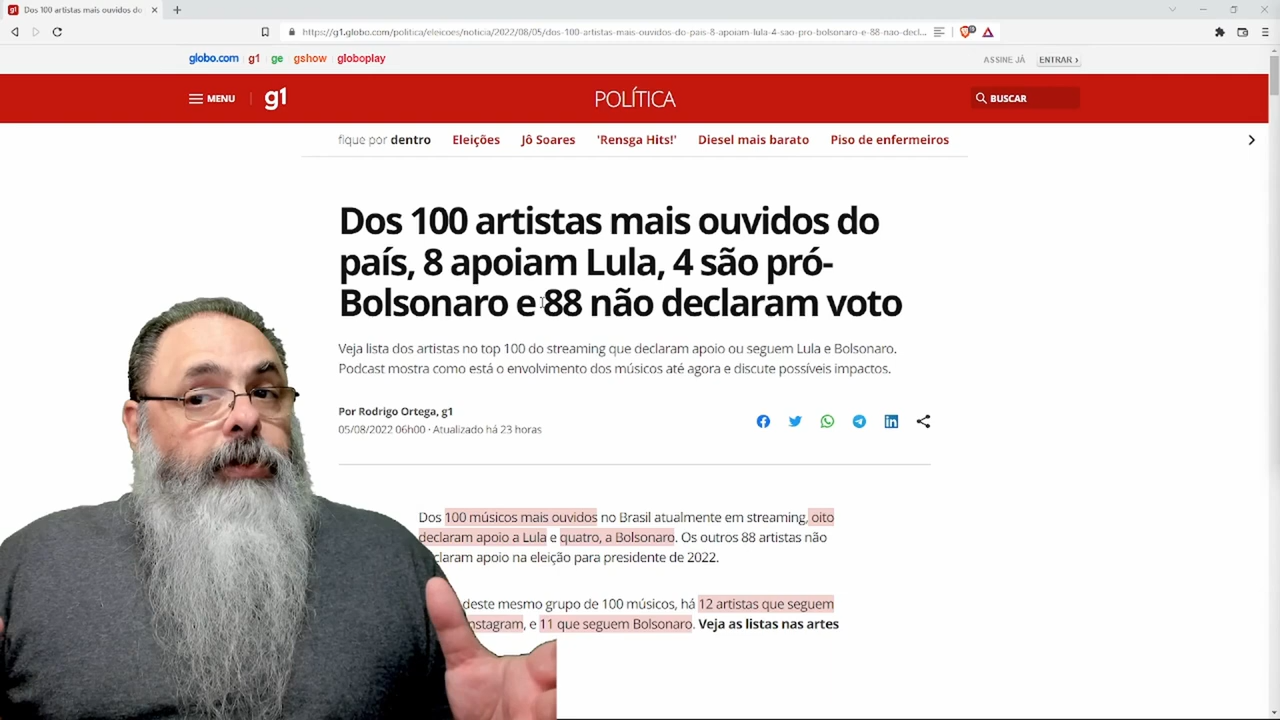 Dos 100 artistas mais ouvidos do
https://g1.globo.com/politica/eleicoes/noticia/2022/08/05/dos-100-artistas-mais-ouvidos-do-pais-8-apoiam-lula-4-sao-pro-bolsonaro-e-88-nao-decl...
globo.com g1 ge gshow globoplay ASSINE JÁ ENTRAR ›
MENU g1 POLÍTICA BUSCAR
fique por dentro Eleições Jô Soares 'Rensga Hits!' Diesel mais barato Piso de enfermeiros
Dos 100 artistas mais ouvidos do
país, 8 apoiam Lula, 4 são pró-
Bolsonaro e 88 não declaram voto
Veja lista dos artistas no top 100 do streaming que declaram apoio ou seguem Lula e Bolsonaro.
Podcast mostra como está o envolvimento dos músicos até agora e discute possíveis impactos.
Por Rodrigo Ortega, g1
05/08/2022 06h00 · Atualizado há 23 horas
Dos 100 músicos mais ouvidos no Brasil atualmente em streaming, oito
declaram apoio a Lula e quatro, a Bolsonaro. Os outros 88 artistas não
claram apoio na eleição para presidente de 2022.
deste mesmo grupo de 100 músicos, há 12 artistas que seguem
nstagram, e 11 que seguem Bolsonaro. Veja as listas nas artes